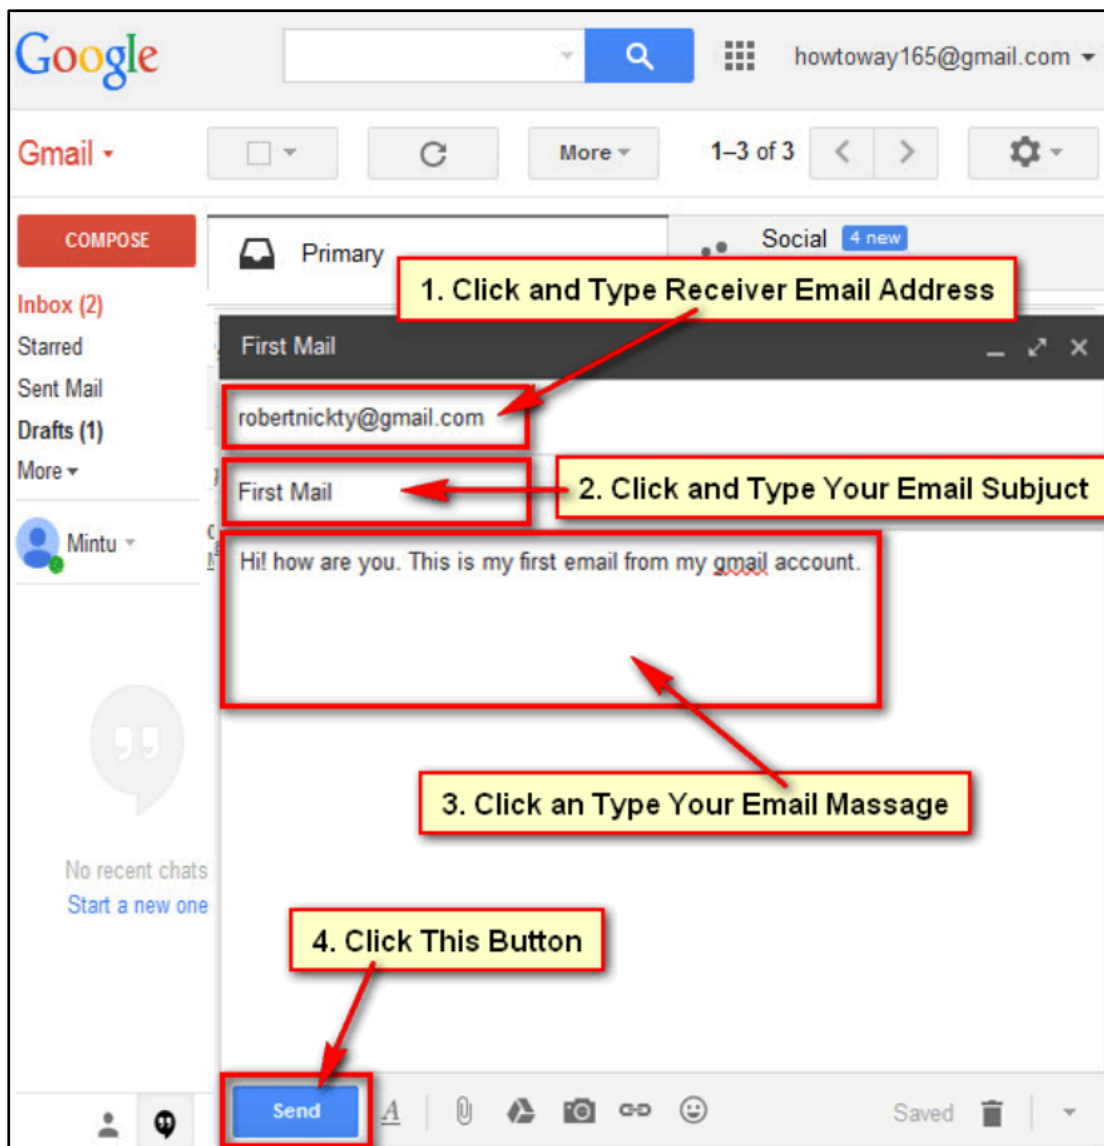 Google
howtoway165@gmail.com
Gmail
More
1–3 of 3
COMPOSE
Primary
Social 4 new
1. Click and Type Receiver Email Address
Inbox (2)
Starred
Sent Mail
Drafts (1)
More
Mintu
First Mail
robertnickty@gmail.com
First Mail
2. Click and Type Your Email Subjuct
Hi! how are you. This is my first email from my gmail account.
3. Click an Type Your Email Massage
No recent chats
Start a new one
4. Click This Button
Send
A
Saved